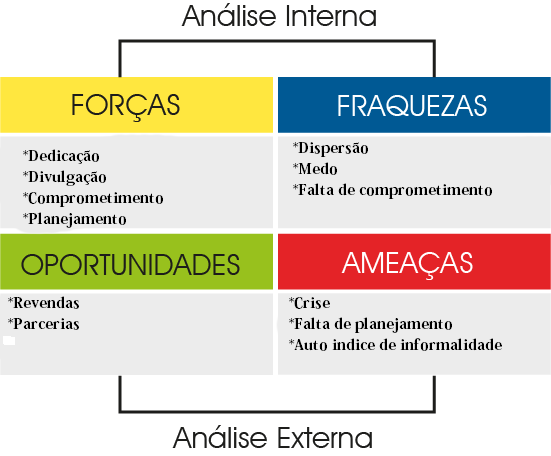 Análise Interna
FORÇAS
*Dedicação
*Divulgação
*Comprometimento
*Planejamento
FRAQUEZAS
*Dispersão
*Medo
*Falta de comprometimento
OPORTUNIDADES
*Revendas
*Parcerias
AMEAÇAS
*Crise
*Falta de planejamento
*Auto indice de informalidade
Análise Externa